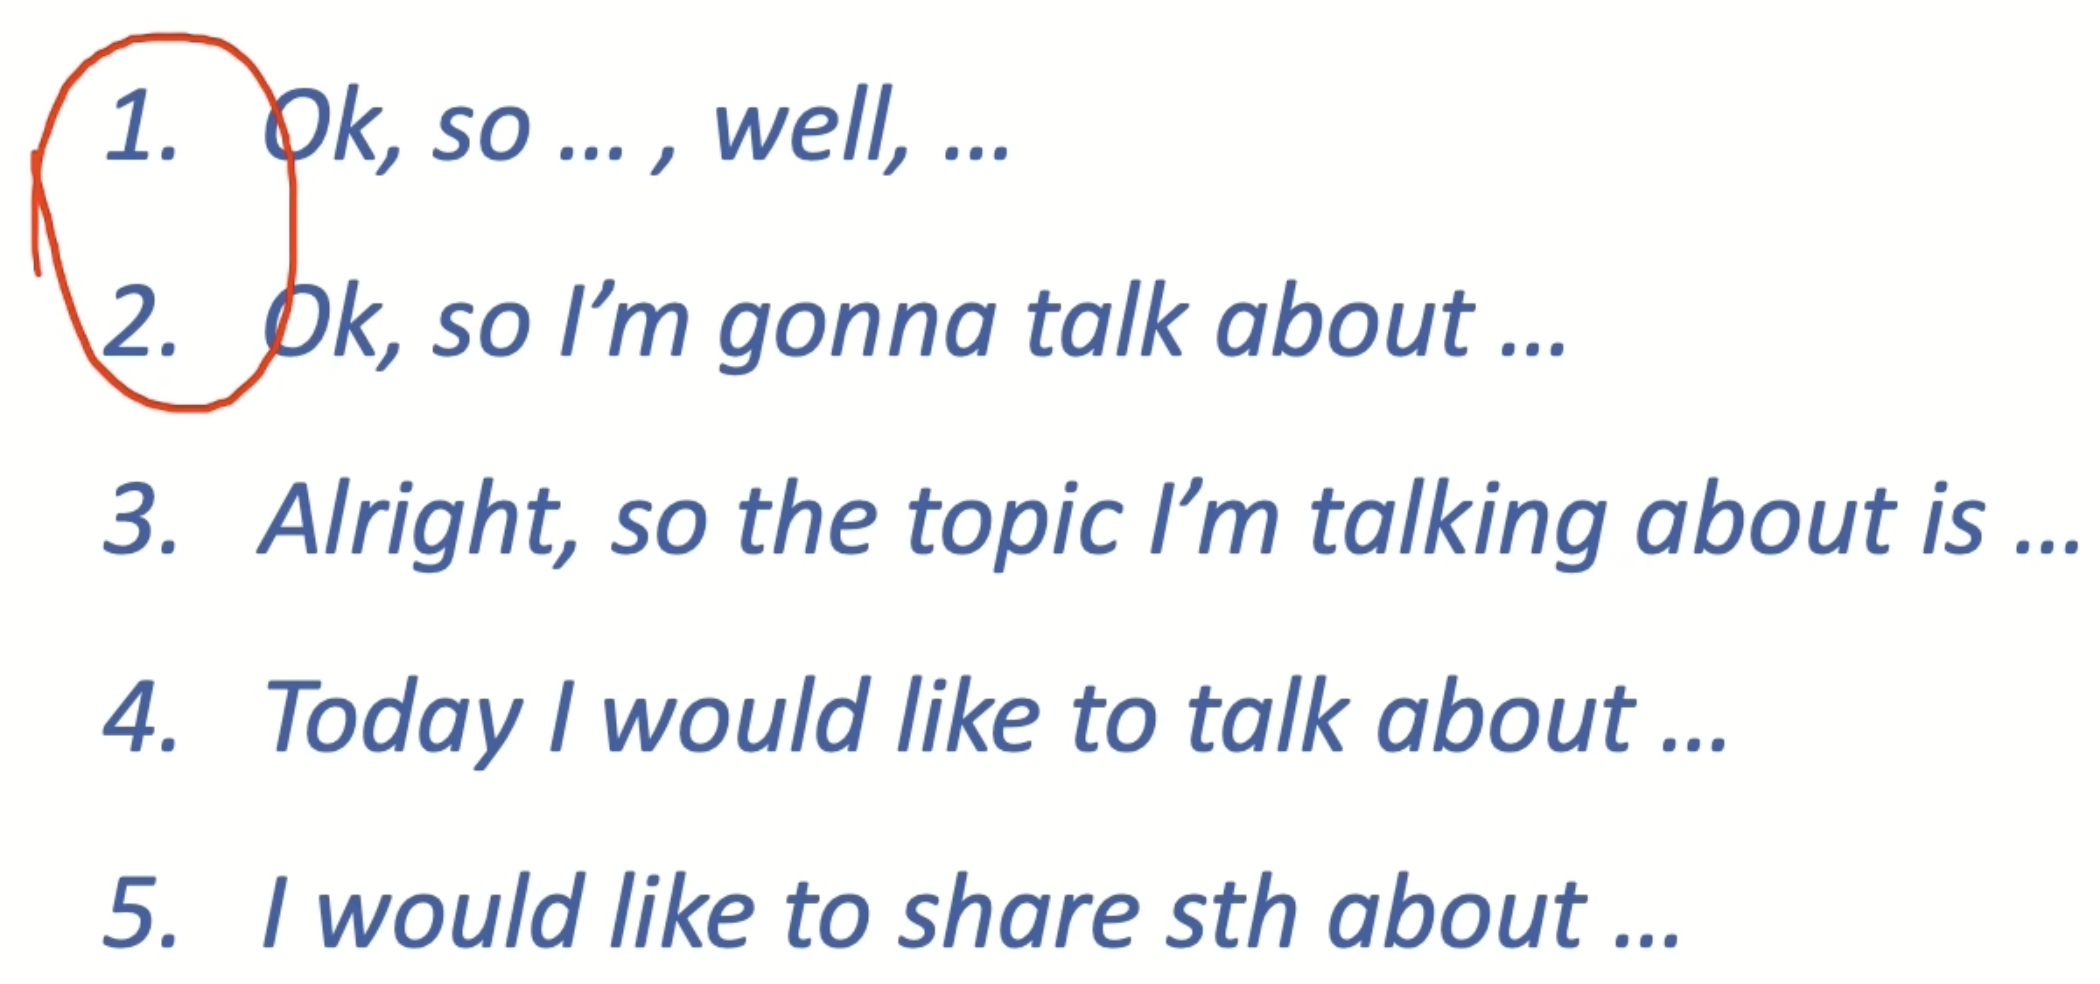 1. Ok, so ... , well, ...
2. Ok, so I'm gonna talk about ...
3. Alright, so the topic I'm talking about is ...
4. Today I would like to talk about ...
5. I would like to share sth about ...